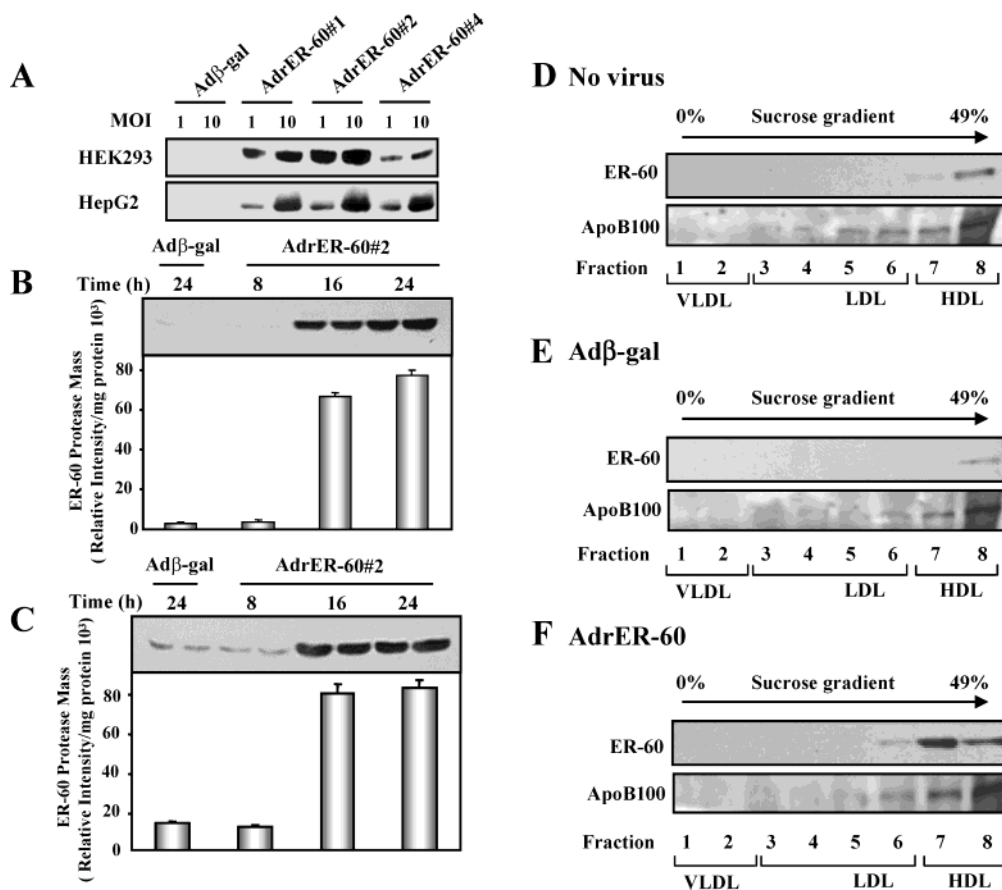 A
Adβ-gal AdrER-60#1 AdrER-60#2 AdrER-60#4
MOI 1 10 1 10 1 10 1 10
HEK293
HepG2
B
Adβ-gal AdrER-60#2
Time (h) 24 8 16 24
ER-60 Protease Mass
( Relative Intensity/mg protein 10³)
80
60
40
20
0
C
Adβ-gal AdrER-60#2
Time (h) 24 8 16 24
ER-60 Protease Mass
( Relative Intensity/mg protein 10³)
80
60
40
20
0
D No virus
0% Sucrose gradient 49%
ER-60
ApoB100
Fraction 1 2 3 4 5 6 7 8
VLDL LDL HDL
E Adβ-gal
0% Sucrose gradient 49%
ER-60
ApoB100
Fraction 1 2 3 4 5 6 7 8
VLDL LDL HDL
F AdrER-60
0% Sucrose gradient 49%
ER-60
ApoB100
Fraction 1 2 3 4 5 6 7 8
VLDL LDL HDL